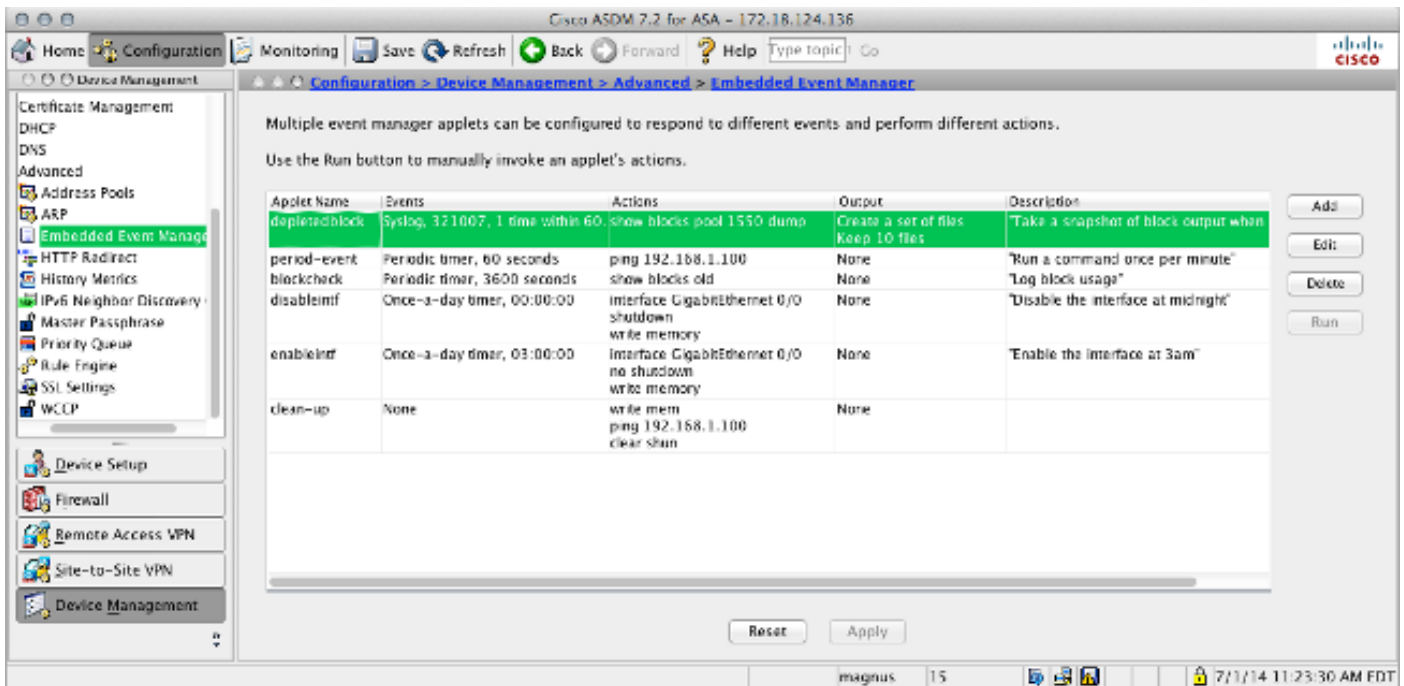 Cisco ASDM 7.2 for ASA – 172.18.124.136
Home Configuration Monitoring Save Refresh Back Forward Help Type topic Go
CISCO
Device Management
Configuration > Device Management > Advanced > Embedded Event Manager
Certificate Management
DHCP
DNS
Advanced
Address Pools
ARP
Embedded Event Manage
HTTP Redirect
History Metrics
IPv6 Neighbor Discovery
Master Passphrase
Priority Queue
Rule Engine
SSL Settings
WCCP
Device Setup
Firewall
Remote Access VPN
Site-to-Site VPN
Device Management
Multiple event manager applets can be configured to respond to different events and perform different actions.
Use the Run button to manually invoke an applet's actions.
Applet Name Events Actions Output Description
depletedblock Syslog, 321007, 1 time within 60. show blocks pool 1550 dump Create a set of files "Take a snapshot of block output when
Keep 10 files
period-event Periodic timer, 60 seconds ping 192.168.1.100 None "Run a command once per minute"
blockcheck Periodic timer, 3600 seconds show blocks old None "Log block usage"
disableintf Once-a-day timer, 00:00:00 interface GigabitEthernet 0/0 None "Disable the interface at midnight"
shutdown
write memory
enableintf Once-a-day timer, 03:00:00 interface GigabitEthernet 0/0 None "Enable the interface at 3am"
no shutdown
write memory
clean-up None write mem None
ping 192.168.1.100
clear shun
Add
Edit
Delete
Run
Reset Apply
magnus 15 7/1/14 11:23:30 AM EDT